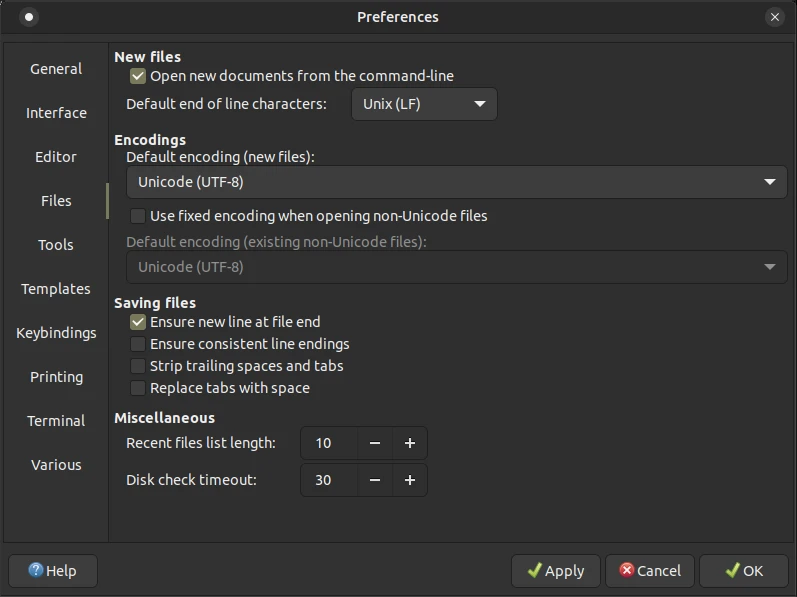 Preferences
General
Interface
Editor
Files
Tools
Templates
Keybindings
Printing
Terminal
Various
New files
Open new documents from the command-line
Default end of line characters: Unix (LF)
Encodings
Default encoding (new files):
Unicode (UTF-8)
Use fixed encoding when opening non-Unicode files
Default encoding (existing non-Unicode files):
Unicode (UTF-8)
Saving files
Ensure new line at file end
Ensure consistent line endings
Strip trailing spaces and tabs
Replace tabs with space
Miscellaneous
Recent files list length: 10
Disk check timeout: 30
Help Apply Cancel OK